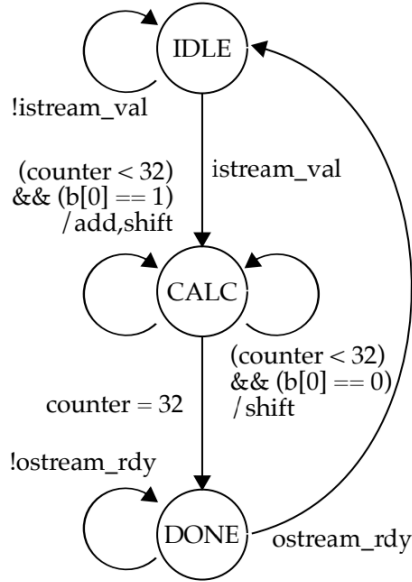 IDLE
!istream_val
istream_val
(counter < 32)
&& (b[0] == 1)
/add,shift
CALC
(counter < 32)
&& (b[0] == 0)
/shift
counter = 32
!ostream_rdy
DONE
ostream_rdy